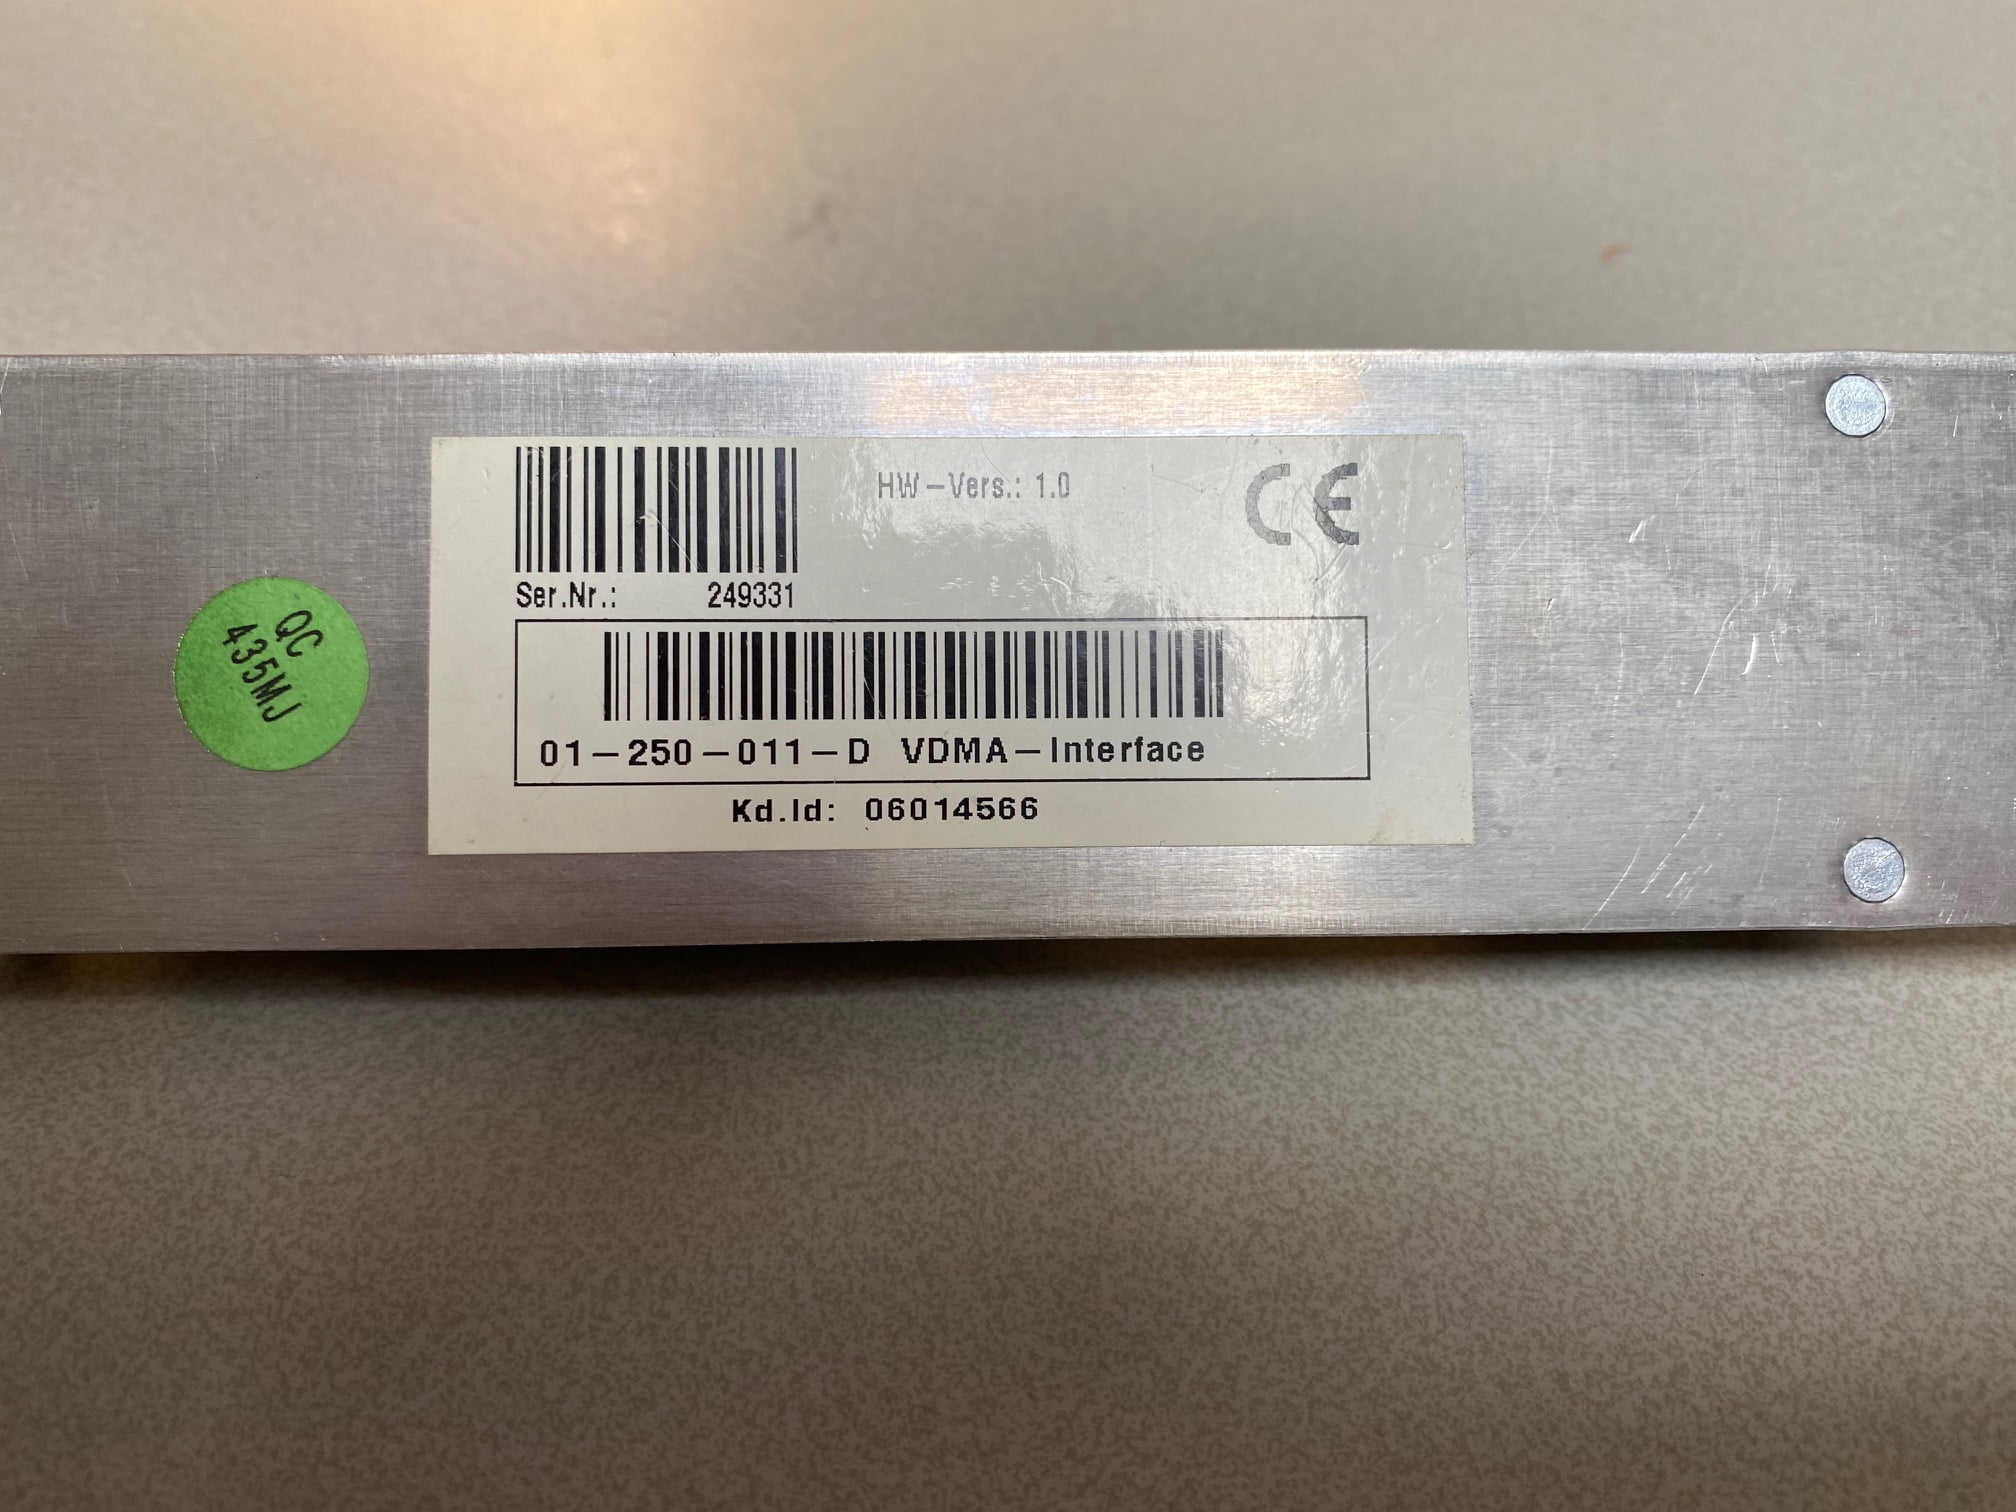 HW-Vers.: 1.0
CE
Ser.Nr.: 249331
01-250-011-D VDMA-Interface
Kd.Id: 06014566
QC
435MJ